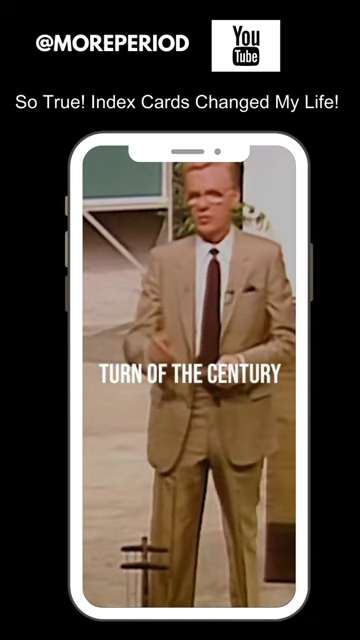 @MOREPERIOD
You
Tube
So True! Index Cards Changed My Life!
TURN OF THE CENTURY